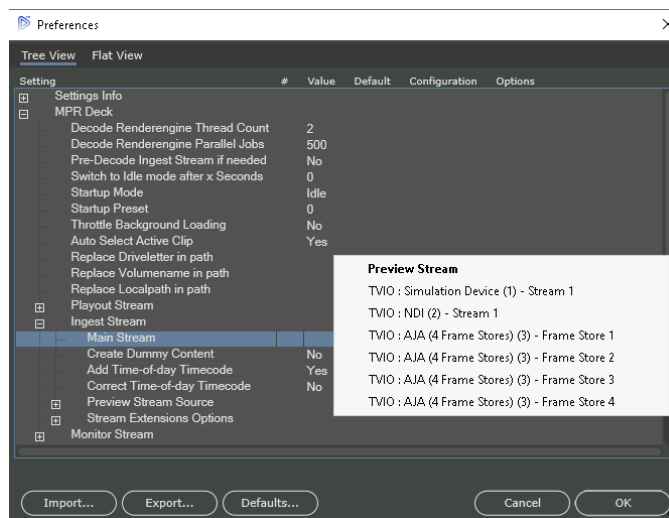 Preferences
Tree View Flat View
Setting # Value Default Configuration Options
Settings Info
MPR Deck
Decode Renderengine Thread Count 2
Decode Renderengine Parallel Jobs 500
Pre-Decode Ingest Stream if needed No
Switch to Idle mode after x Seconds 0
Startup Mode Idle
Startup Preset 0
Throttle Background Loading No
Auto Select Active Clip Yes
Replace Driveletter in path
Replace Volumename in path
Replace Localpath in path
Playout Stream
Ingest Stream
Main Stream
Create Dummy Content No
Add Time-of-day Timecode Yes
Correct Time-of-day Timecode No
Preview Stream Source
Stream Extensions Options
Monitor Stream
Preview Stream
TVIO : Simulation Device (1) - Stream 1
TVIO : NDI (2) - Stream 1
TVIO : AJA (4 Frame Stores) (3) - Frame Store 1
TVIO : AJA (4 Frame Stores) (3) - Frame Store 2
TVIO : AJA (4 Frame Stores) (3) - Frame Store 3
TVIO : AJA (4 Frame Stores) (3) - Frame Store 4
Import... Export... Defaults... Cancel OK